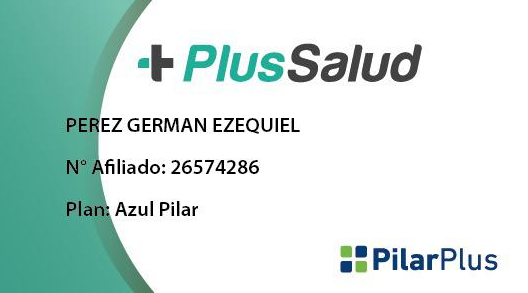 PlusSalud
PEREZ GERMAN EZEQUIEL
N° Afiliado: 26574286
Plan: Azul Pilar
PilarPlus